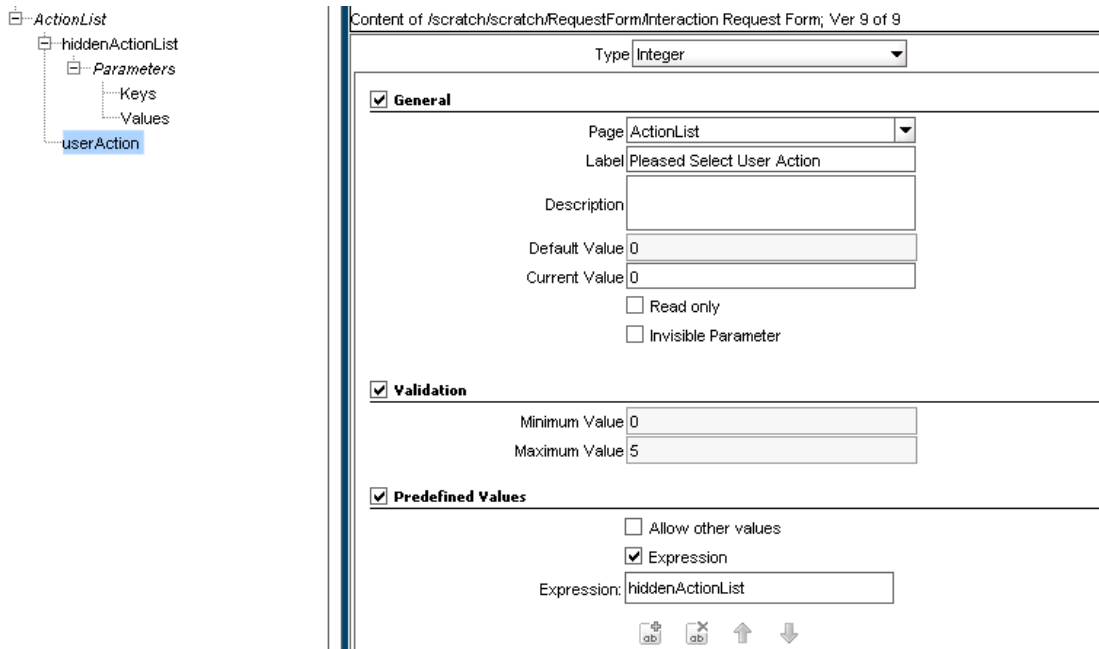 ActionList
hiddenActionList
Parameters
Keys
Values
userAction
Content of /scratch/scratch/RequestForm/Interaction Request Form; Ver 9 of 9
Type Integer
General
Page ActionList
Label Pleased Select User Action
Description
Default Value 0
Current Value 0
Read only
Invisible Parameter
Validation
Minimum Value 0
Maximum Value 5
Predefined Values
Allow other values
Expression
Expression: hiddenActionList
ab ab